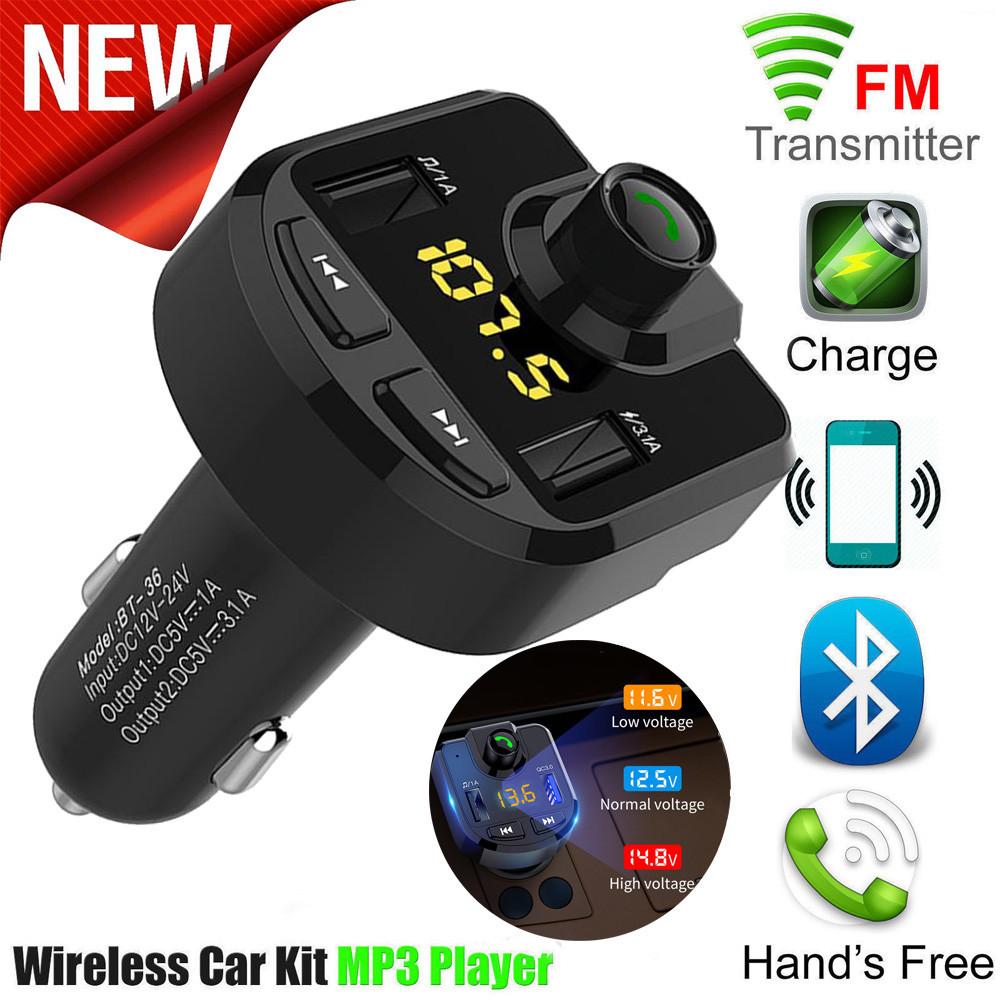 NEW
FM
Transmitter
♫/1A
107.5
⚡/3.1A
Charge
Model:BT-36
Input:DC12V-24V
Output1:DC5V⎓1A
Output2:DC5V⎓3.1A
11.6V
Low voltage
QC3.0
♫/1A
13.6
12.5V
Normal voltage
14.8V
High voltage
Wireless Car Kit MP3 Player
Hand's Free